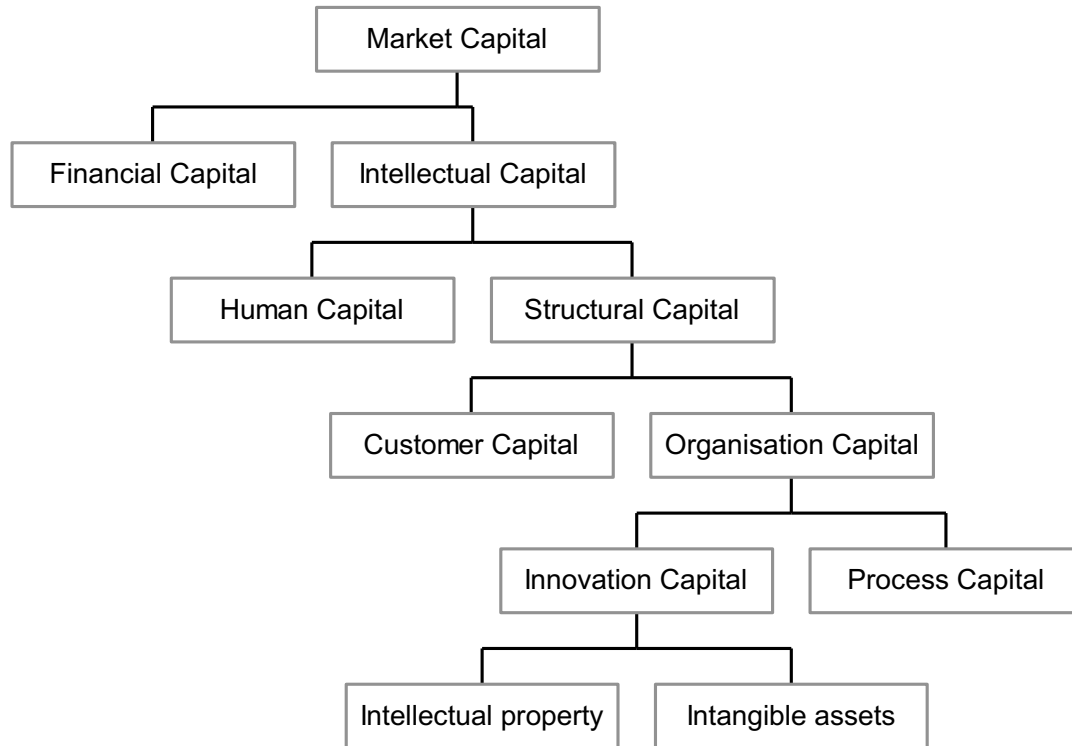 Market Capital
Financial Capital
Intellectual Capital
Human Capital
Structural Capital
Customer Capital
Organisation Capital
Innovation Capital
Process Capital
Intellectual property
Intangible assets